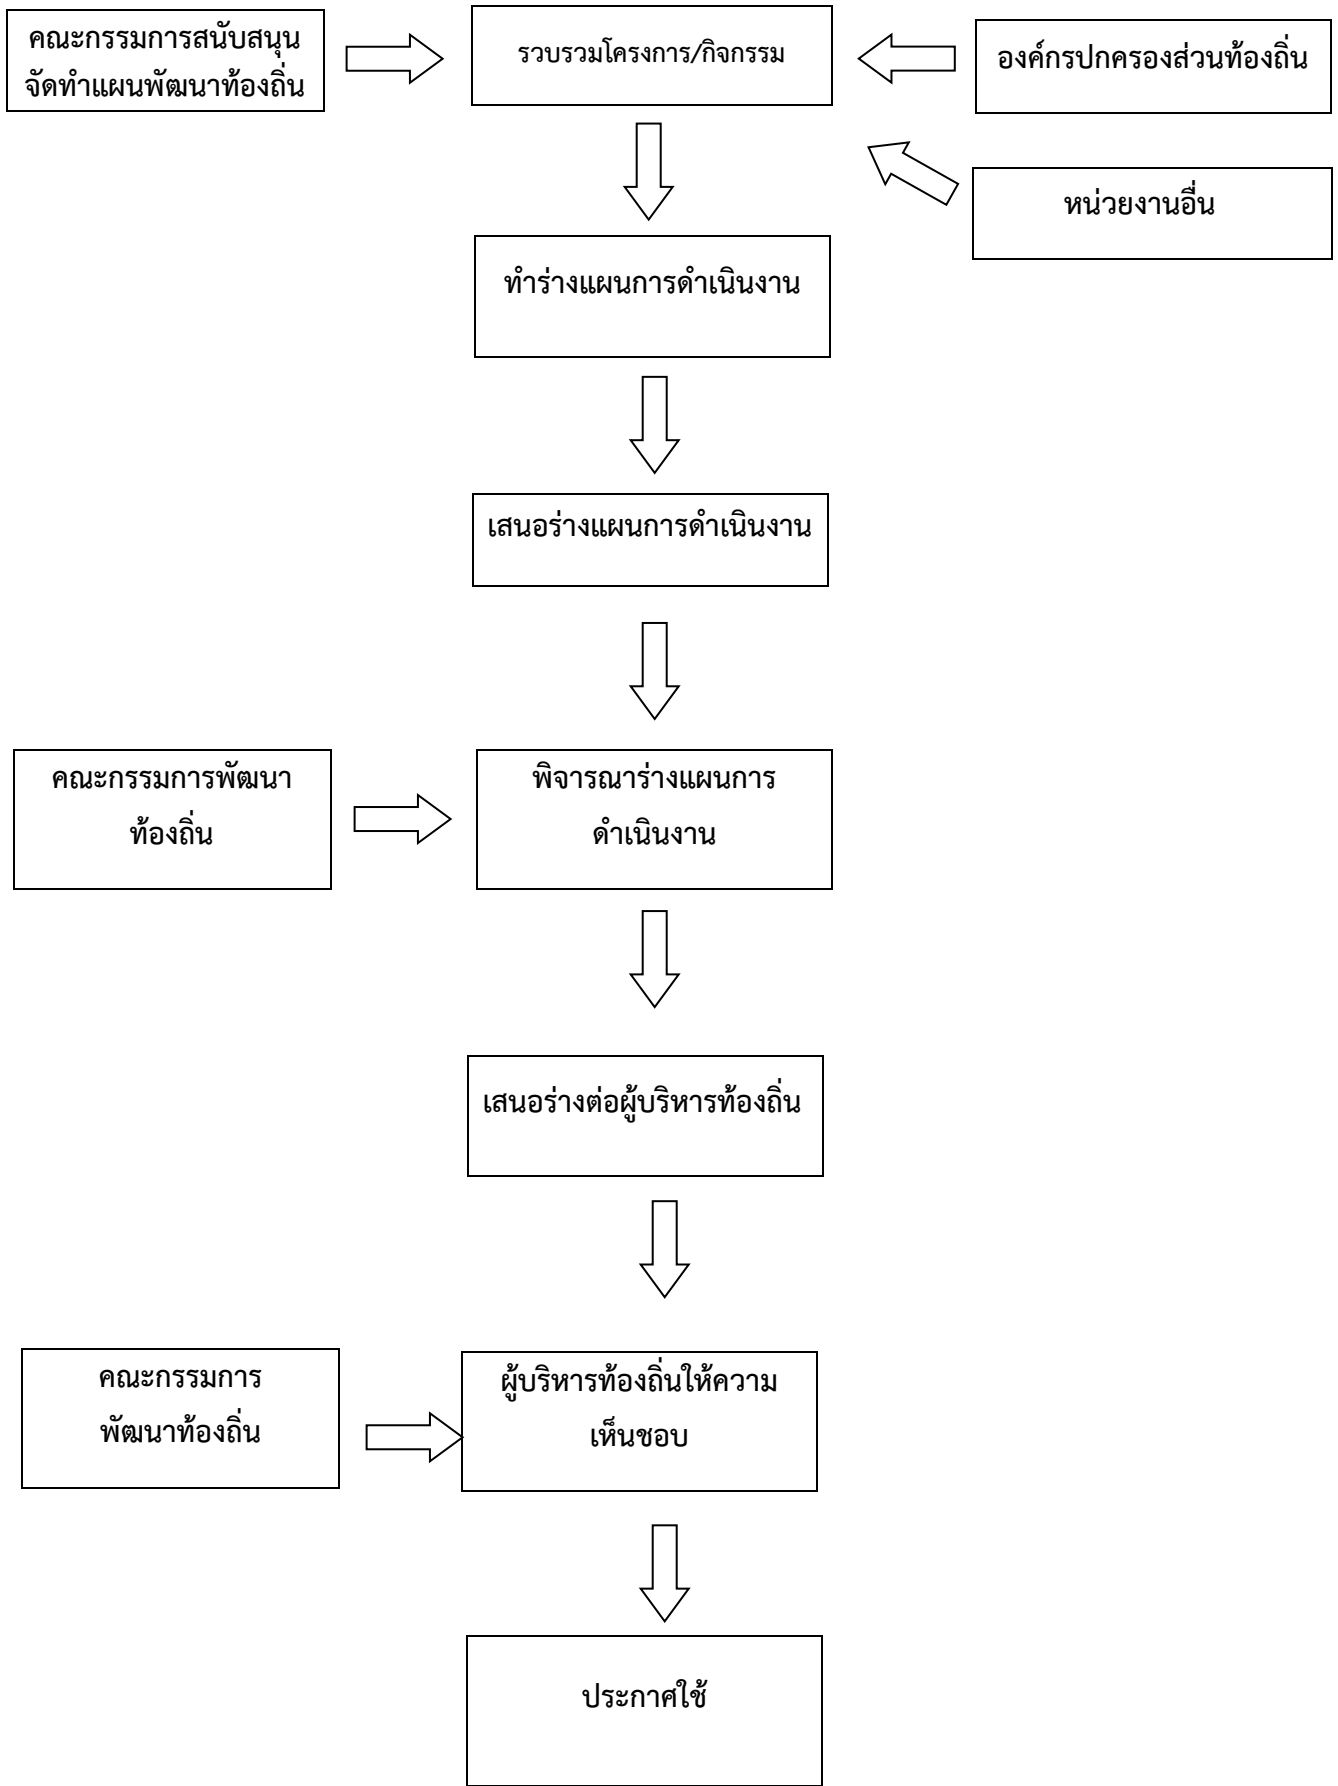 คณะกรรมการสนับสนุน
จัดทำแผนพัฒนาท้องถิ่น
รวบรวมโครงการ/กิจกรรม
องค์กรปกครองส่วนท้องถิ่น
หน่วยงานอื่น
ทำร่างแผนการดำเนินงาน
เสนอร่างแผนการดำเนินงาน
คณะกรรมการพัฒนา
ท้องถิ่น
พิจารณาร่างแผนการ
ดำเนินงาน
เสนอร่างต่อผู้บริหารท้องถิ่น
คณะกรรมการ
พัฒนาท้องถิ่น
ผู้บริหารท้องถิ่นให้ความ
เห็นชอบ
ประกาศใช้